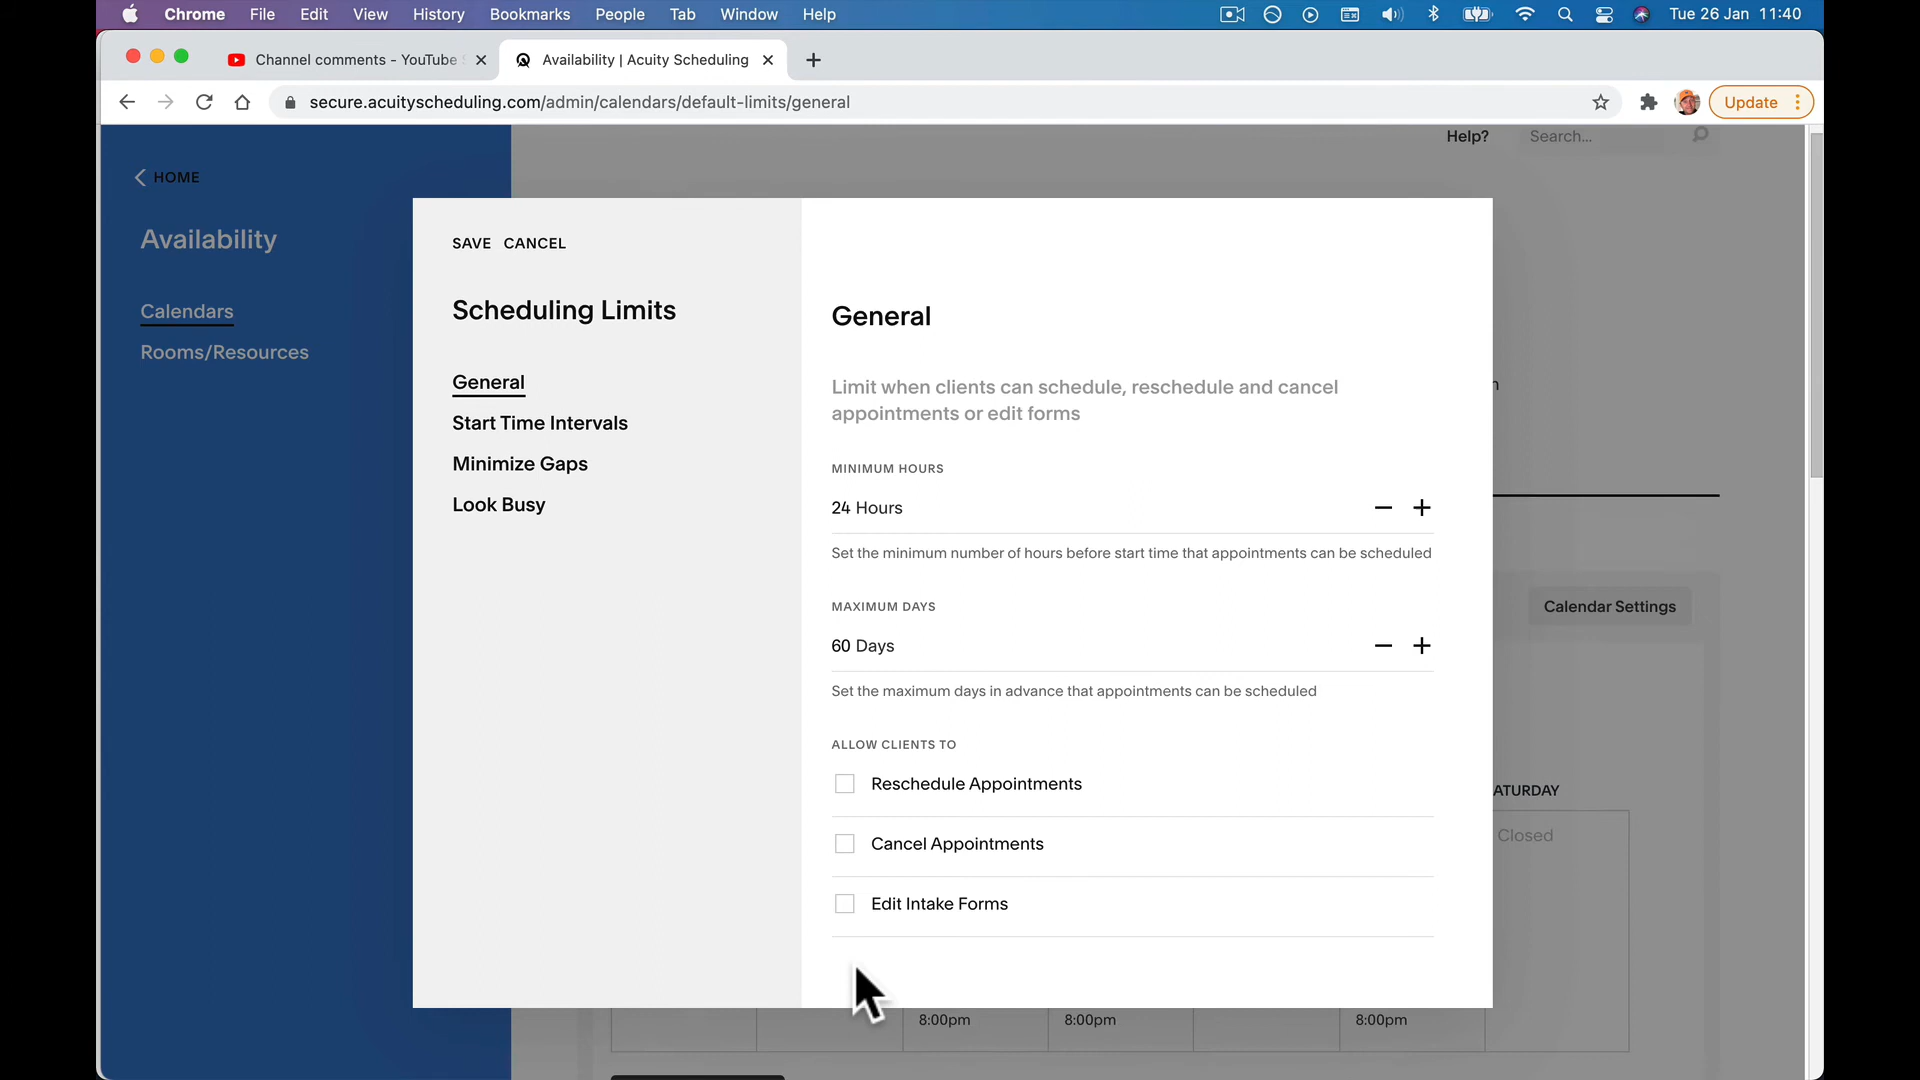 Chrome File Edit View History Bookmarks People Tab Window Help Tue 26 Jan 11:40
Channel comments - YouTube Availability | Acuity Scheduling
secure.acuityscheduling.com/admin/calendars/default-limits/general Update
Help? Search...
HOME
Availability
Calendars
Rooms/Resources
SAVE CANCEL
Scheduling Limits
General
Start Time Intervals
Minimize Gaps
Look Busy
General
Limit when clients can schedule, reschedule and cancel
appointments or edit forms
MINIMUM HOURS
24 Hours
Set the minimum number of hours before start time that appointments can be scheduled
MAXIMUM DAYS
60 Days
Set the maximum days in advance that appointments can be scheduled
ALLOW CLIENTS TO
Reschedule Appointments
Cancel Appointments
Edit Intake Forms
Calendar Settings
ATURDAY
Closed
8:00pm 8:00pm 8:00pm